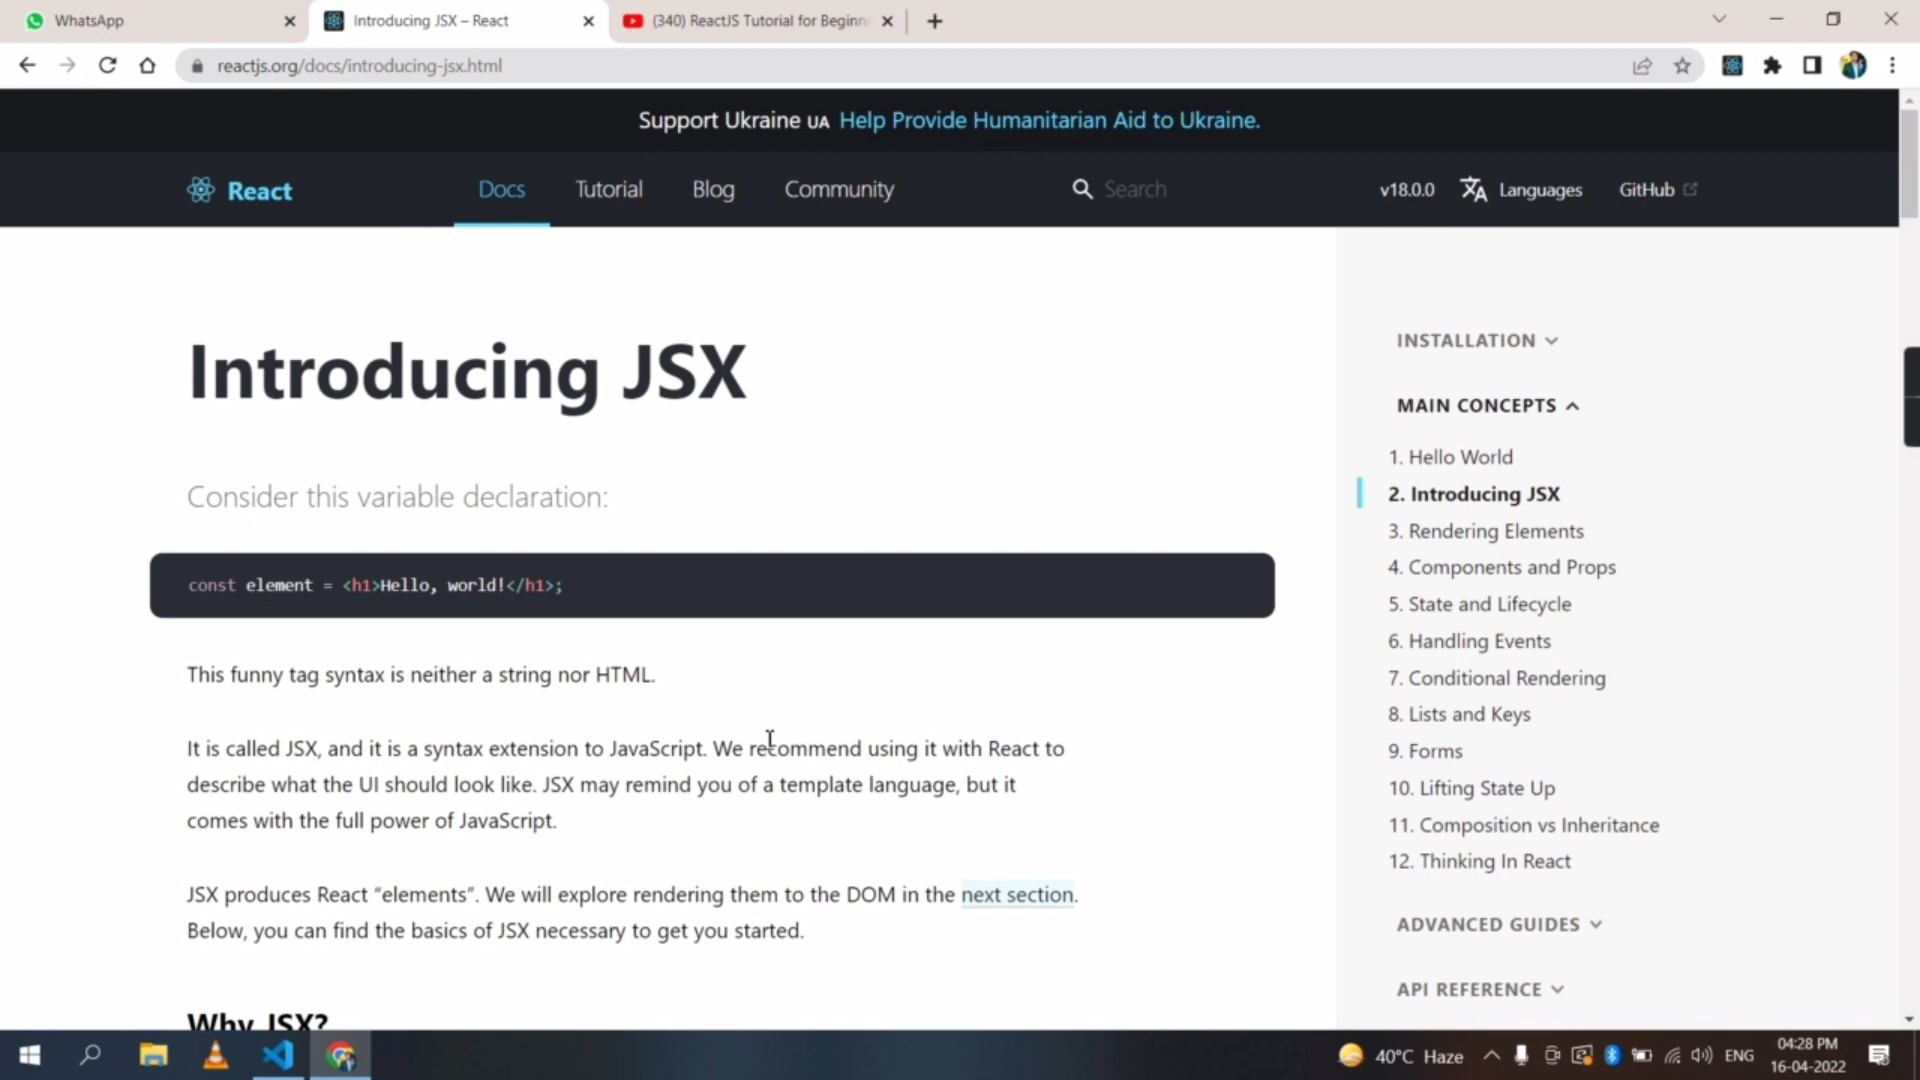 WhatsApp
Introducing JSX – React
(340) ReactJS Tutorial for Beginne
reactjs.org/docs/introducing-jsx.html
Support Ukraine UA Help Provide Humanitarian Aid to Ukraine.
React
Docs
Tutorial
Blog
Community
Search
v18.0.0
Languages
GitHub
Introducing JSX
Consider this variable declaration:
const element = <h1>Hello, world!</h1>;
This funny tag syntax is neither a string nor HTML.
It is called JSX, and it is a syntax extension to JavaScript. We recommend using it with React to
describe what the UI should look like. JSX may remind you of a template language, but it
comes with the full power of JavaScript.
JSX produces React “elements”. We will explore rendering them to the DOM in the next section.
Below, you can find the basics of JSX necessary to get you started.
Why JSX?
INSTALLATION
MAIN CONCEPTS
1. Hello World
2. Introducing JSX
3. Rendering Elements
4. Components and Props
5. State and Lifecycle
6. Handling Events
7. Conditional Rendering
8. Lists and Keys
9. Forms
10. Lifting State Up
11. Composition vs Inheritance
12. Thinking In React
ADVANCED GUIDES
API REFERENCE
40°C Haze
ENG
04:28 PM
16-04-2022